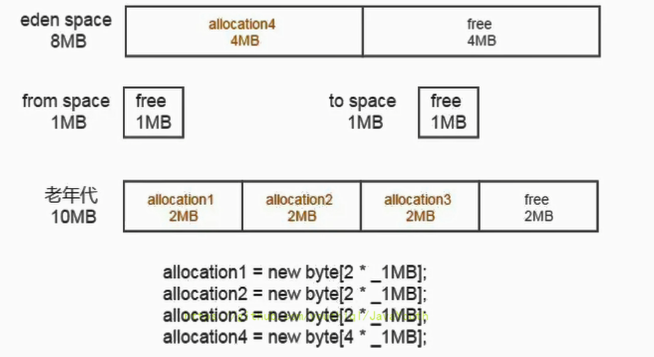 eden space
8MB
allocation4
4MB
free
4MB
from space
1MB
free
1MB
to space
1MB
free
1MB
老年代
10MB
allocation1
2MB
allocation2
2MB
allocation3
2MB
free
2MB
allocation1 = new byte[2 * _1MB];
allocation2 = new byte[2 * _1MB];
allocation3 = new byte[2 * _1MB];
allocation4 = new byte[4 * _1MB];